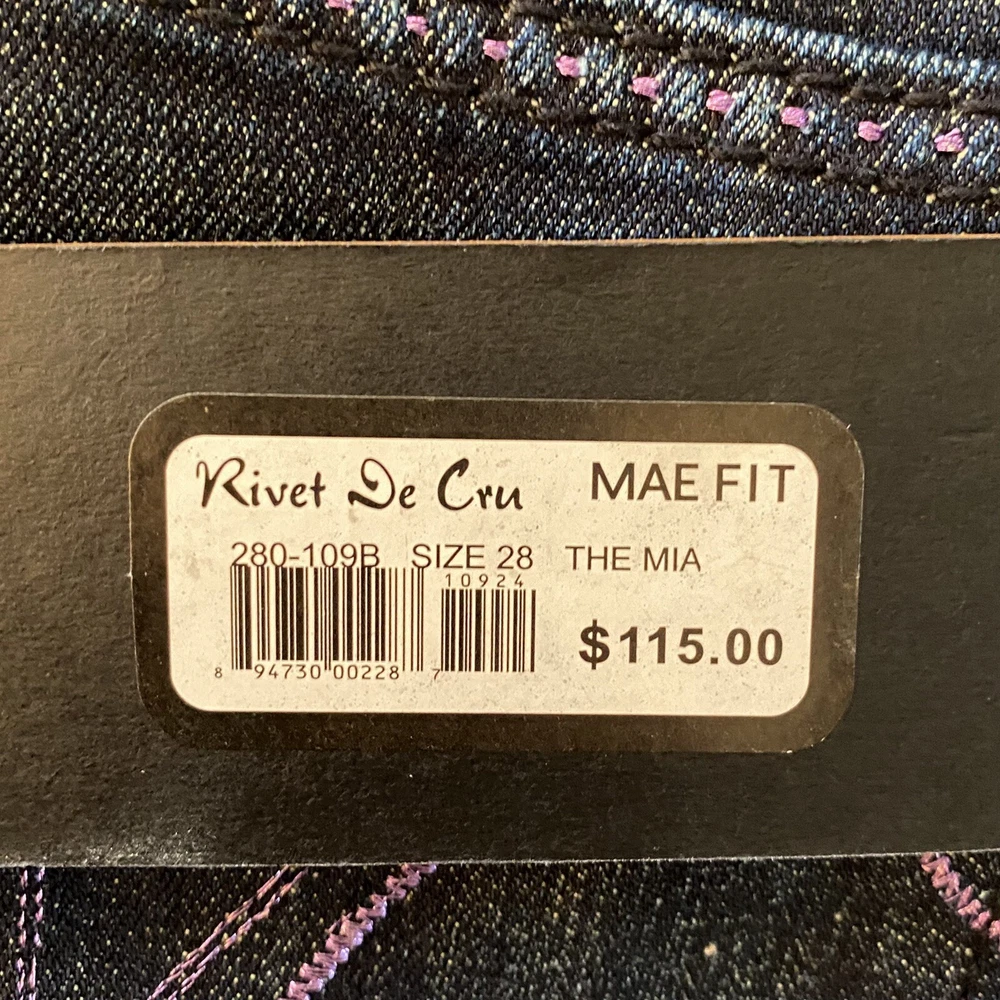 Rivet De Cru MAE FIT
280-109B SIZE 28 THE MIA
10924
$115.00
8 94730 00228 7